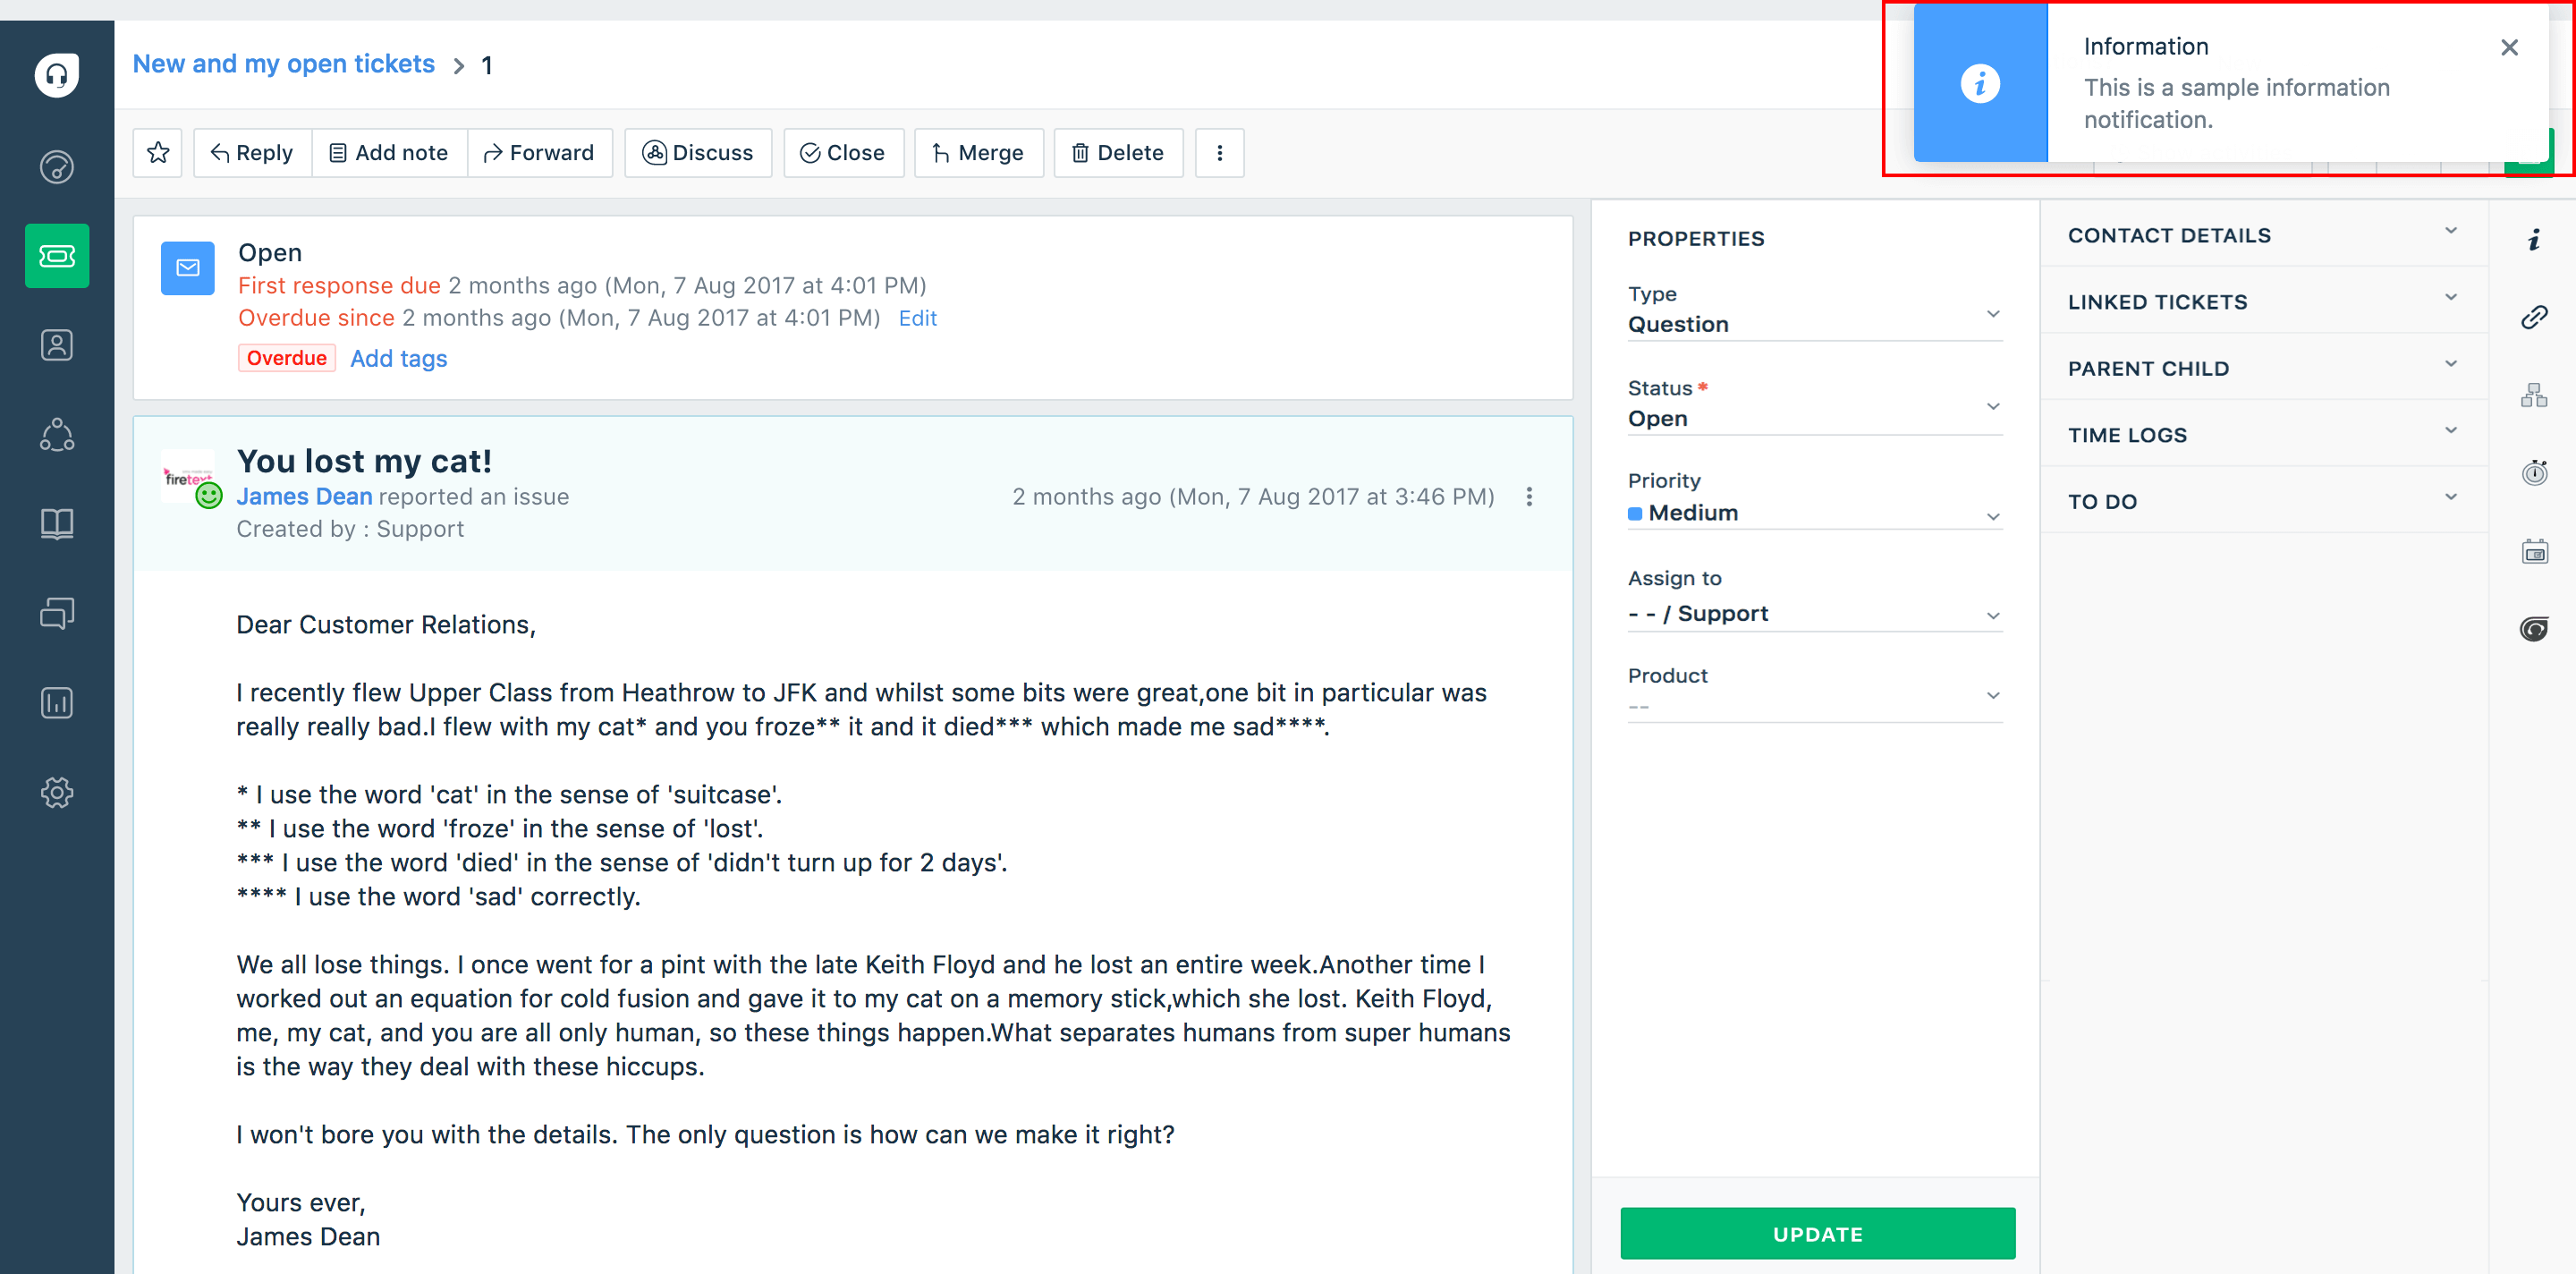 New and my open tickets > 1
Information
This is a sample information
notification.
Reply
Add note
Forward
Discuss
Close
Merge
Delete
Open
First response due 2 months ago (Mon, 7 Aug 2017 at 4:01 PM)
Overdue since 2 months ago (Mon, 7 Aug 2017 at 4:01 PM) Edit
Overdue Add tags
firetext
You lost my cat!
James Dean reported an issue
2 months ago (Mon, 7 Aug 2017 at 3:46 PM)
Created by : Support
Dear Customer Relations,
I recently flew Upper Class from Heathrow to JFK and whilst some bits were great,one bit in particular was
really really bad.I flew with my cat* and you froze** it and it died*** which made me sad****.
* I use the word 'cat' in the sense of 'suitcase'.
** I use the word 'froze' in the sense of 'lost'.
*** I use the word 'died' in the sense of 'didn't turn up for 2 days'.
**** I use the word 'sad' correctly.
We all lose things. I once went for a pint with the late Keith Floyd and he lost an entire week.Another time I
worked out an equation for cold fusion and gave it to my cat on a memory stick,which she lost. Keith Floyd,
me, my cat, and you are all only human, so these things happen.What separates humans from super humans
is the way they deal with these hiccups.
I won't bore you with the details. The only question is how can we make it right?
Yours ever,
James Dean
PROPERTIES
Type
Question
Status *
Open
Priority
Medium
Assign to
- - / Support
Product
--
UPDATE
CONTACT DETAILS
LINKED TICKETS
PARENT CHILD
TIME LOGS
TO DO